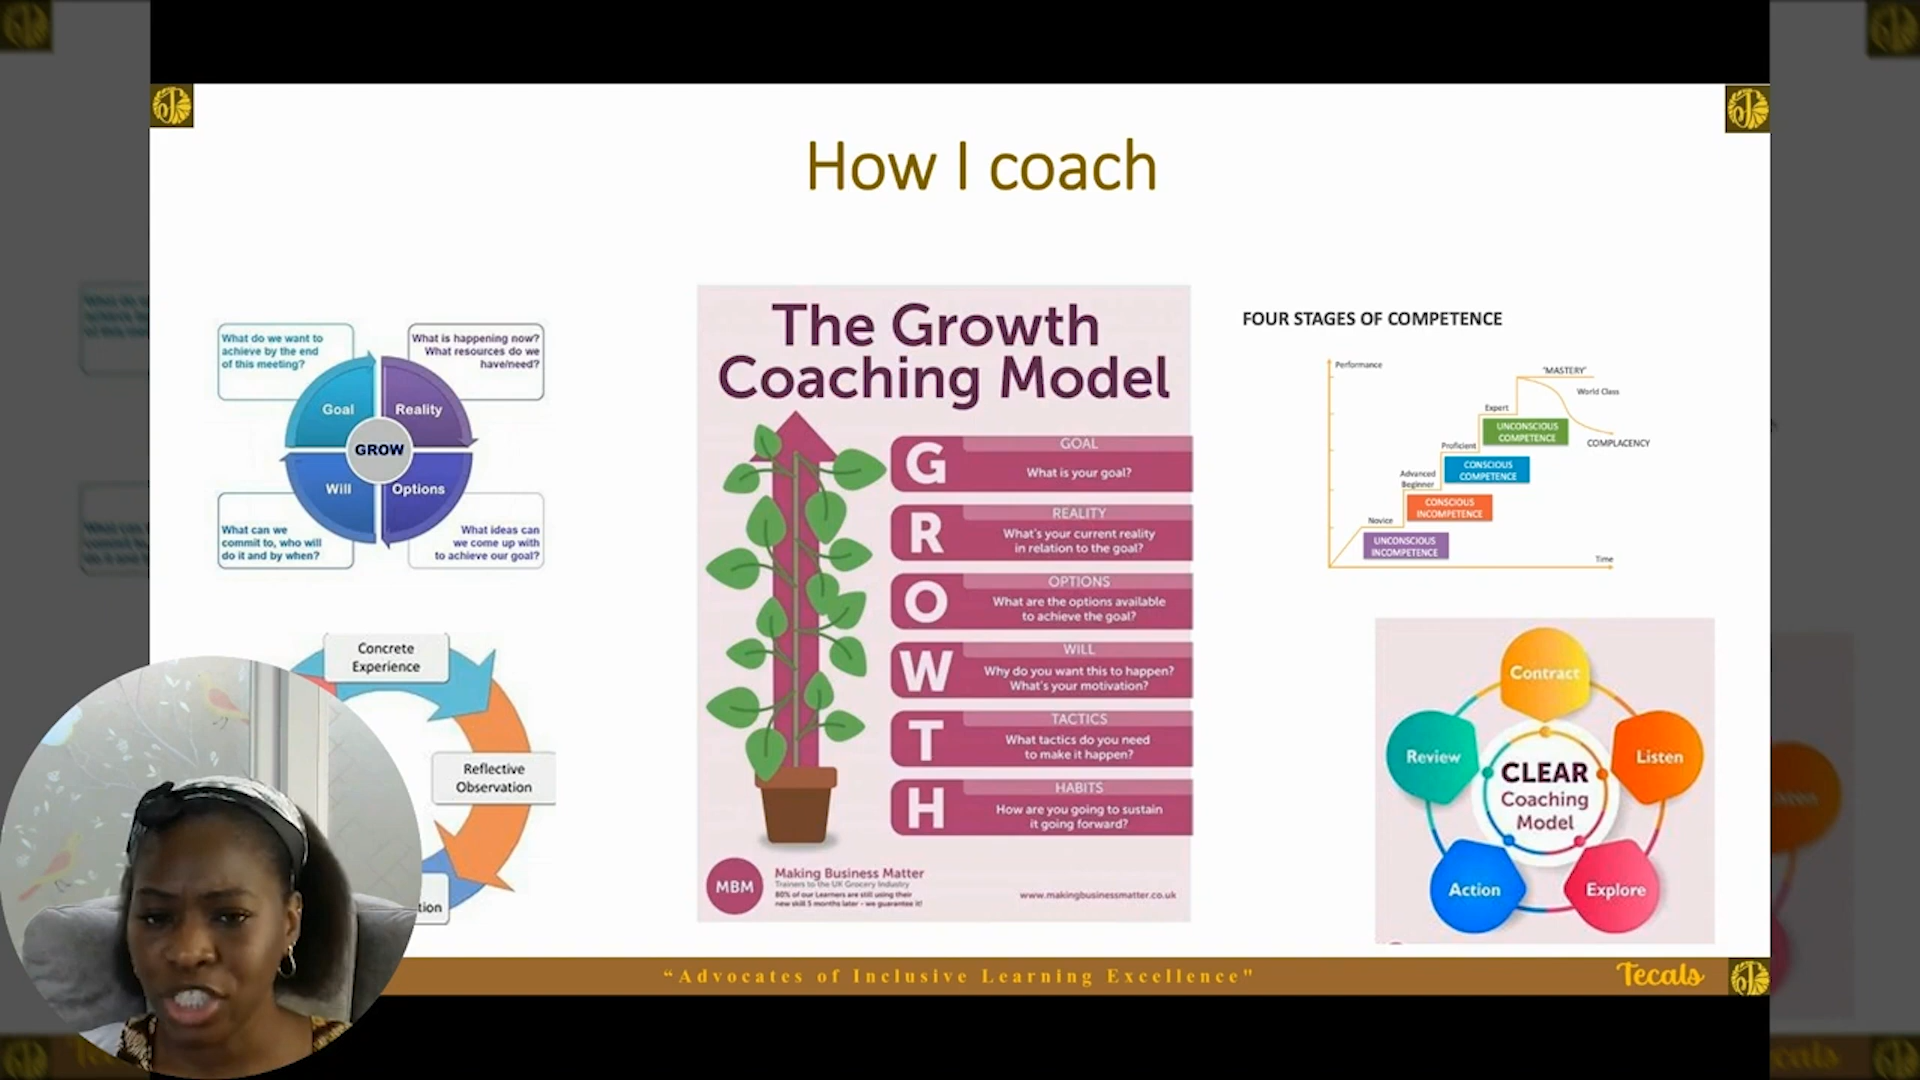 How I coach
What do we want to
achieve by the end
of this meeting?
What is happening now?
What resources do we
have/need?
Goal
Reality
GROW
Will
Options
What can we
commit to, who will
do it and by when?
What ideas can
we come up with
to achieve our goal?
Concrete
Experience
Reflective
Observation
tion
The Growth
Coaching Model
G
GOAL
What is your goal?
R
REALITY
What's your current reality
in relation to the goal?
O
OPTIONS
What are the options available
to achieve the goal?
W
WILL
Why do you want this to happen?
What's your motivation?
T
TACTICS
What tactics do you need
to make it happen?
H
HABITS
How are you going to sustain
it going forward?
MBM
Making Business Matter
Trainers to the UK Grocery Industry
80% of our Learners are still using their
new skill 5 months later - we guarantee it!
www.makingbusinessmatter.co.uk
FOUR STAGES OF COMPETENCE
Performance
'MASTERY'
World Class
Expert
UNCONSCIOUS
COMPETENCE
COMPLACENCY
Proficient
CONSCIOUS
COMPETENCE
Advanced
Beginner
CONSCIOUS
INCOMPETENCE
Novice
UNCONSCIOUS
INCOMPETENCE
Time
Contract
Review
Listen
CLEAR
Coaching
Model
Action
Explore
"Advocates of Inclusive Learning Excellence"
Tecals